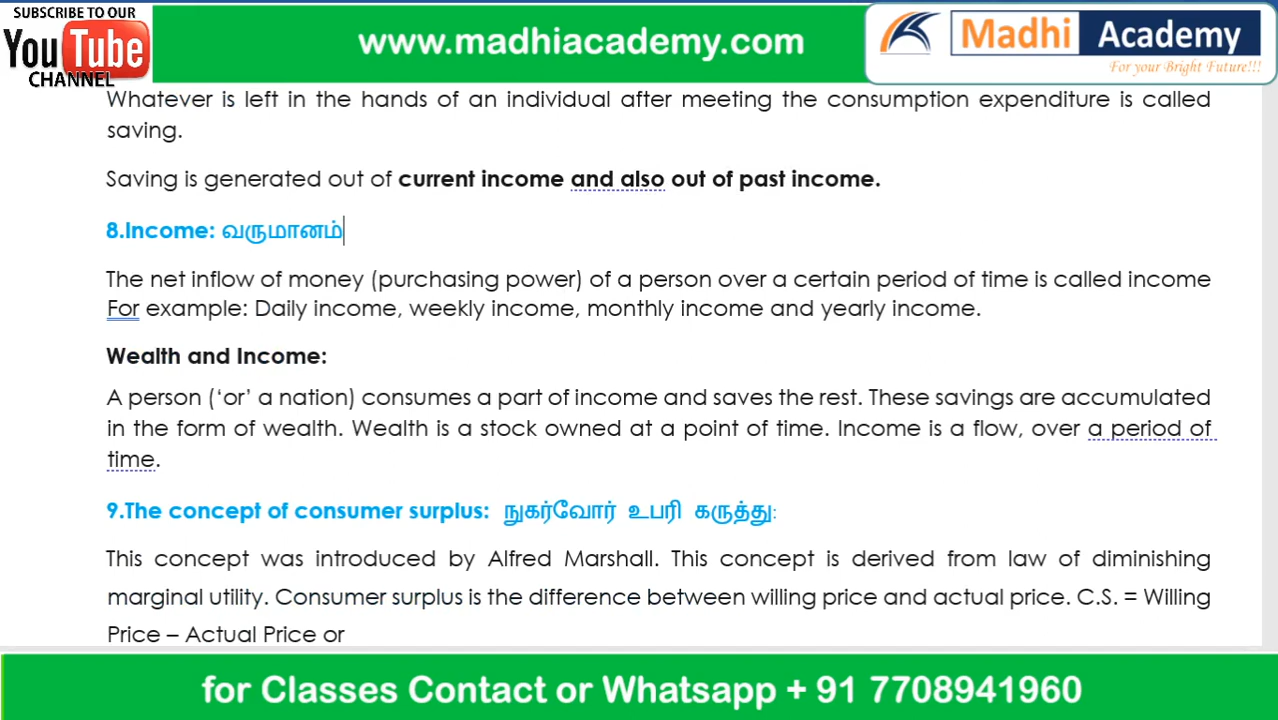 SUBSCRIBE TO OUR
YouTube
CHANNEL
www.madhiacademy.com
Madhi Academy
For your Bright Future!!!
Whatever is left in the hands of an individual after meeting the consumption expenditure is called
saving.
Saving is generated out of current income and also out of past income.
8.Income: வருமானம்
The net inflow of money (purchasing power) of a person over a certain period of time is called income
For example: Daily income, weekly income, monthly income and yearly income.
Wealth and Income:
A person (‘or’ a nation) consumes a part of income and saves the rest. These savings are accumulated
in the form of wealth. Wealth is a stock owned at a point of time. Income is a flow, over a period of
time.
9.The concept of consumer surplus: நுகர்வோர் உபரி கருத்து:
This concept was introduced by Alfred Marshall. This concept is derived from law of diminishing
marginal utility. Consumer surplus is the difference between willing price and actual price. C.S. = Willing
Price – Actual Price or
for Classes Contact or Whatsapp + 91 7708941960